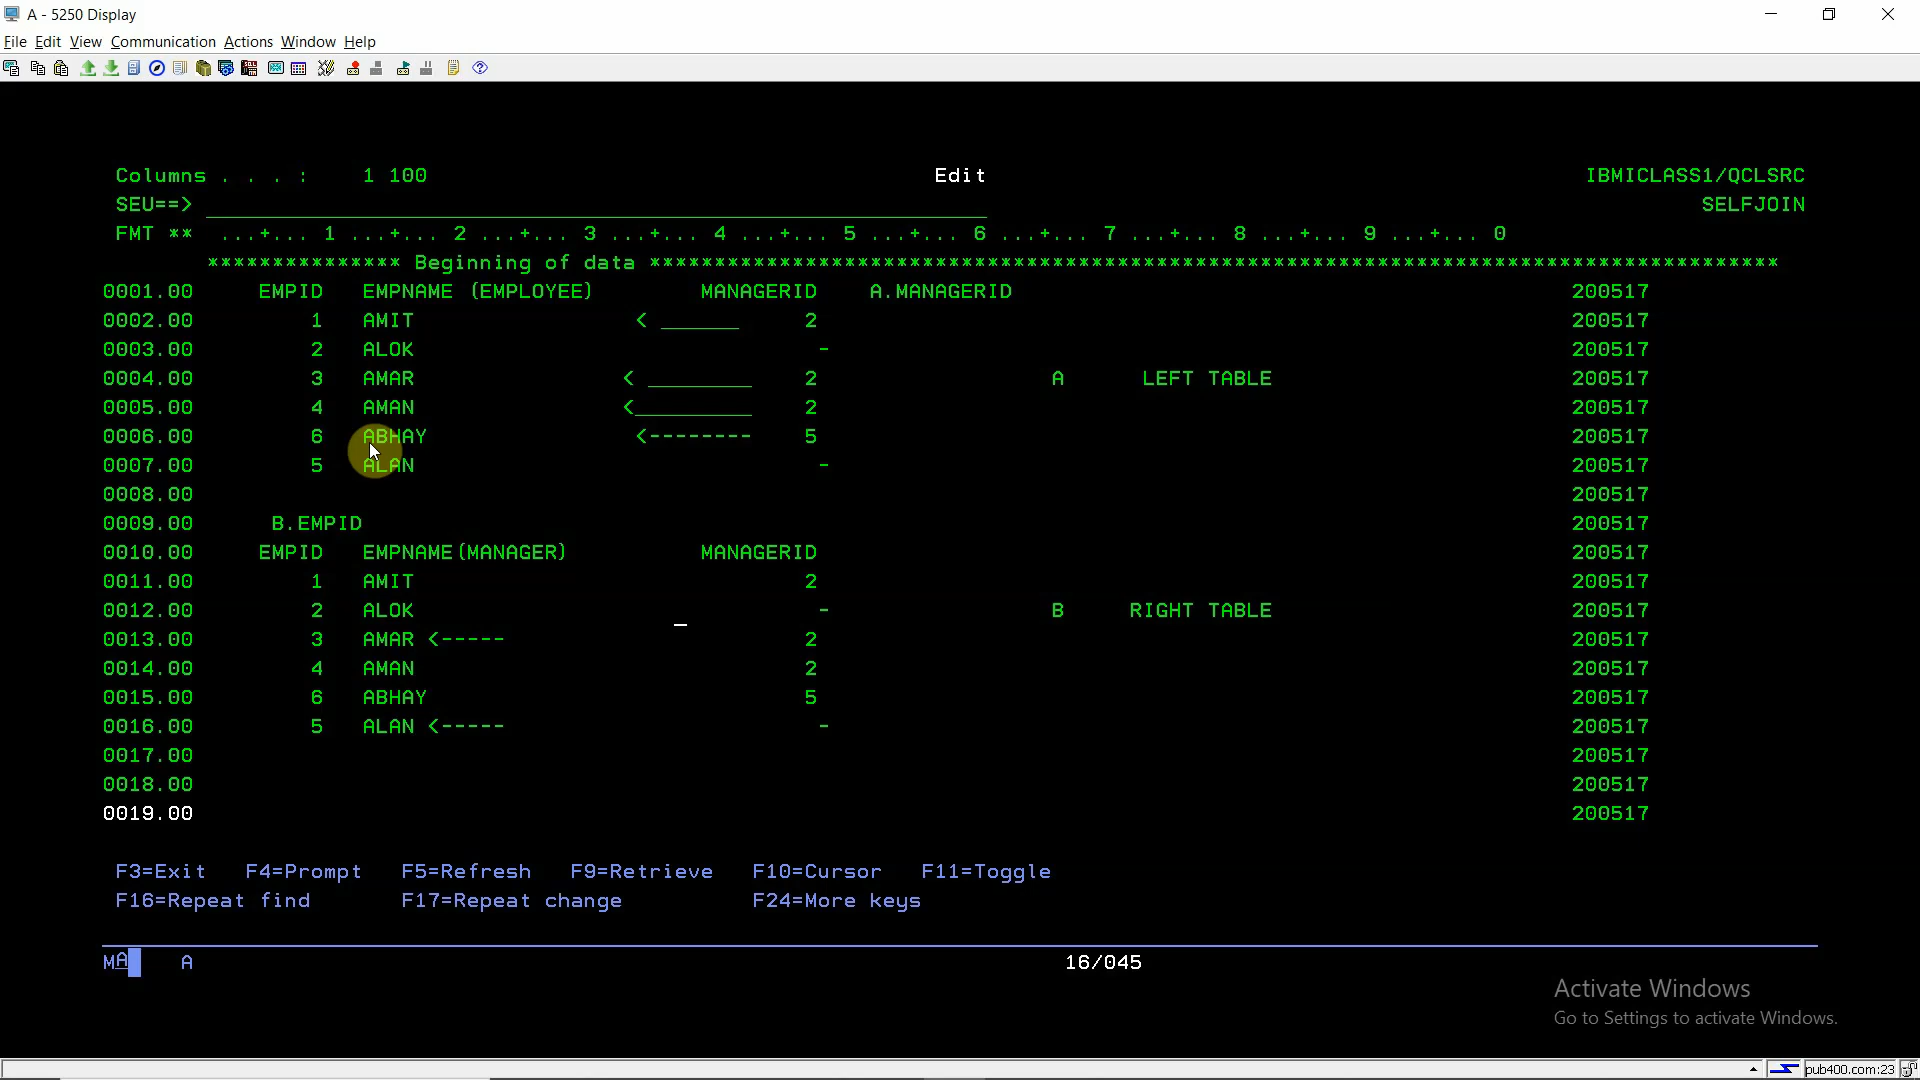 A - 5250 Display
File Edit View Communication Actions Window Help
Columns . . . : 1 100 Edit IBMICLASS1/QCLSRC
SEU==> SELFJOIN
FMT ** ...+... 1 ...+... 2 ...+... 3 ...+... 4 ...+... 5 ...+... 6 ...+... 7 ...+... 8 ...+... 9 ...+... 0
*************** Beginning of data ***************************************************************************************
0001.00 EMPID EMPNAME (EMPLOYEE) MANAGERID A.MANAGERID 200517
0002.00 1 AMIT < ______ 2 200517
0003.00 2 ALOK - 200517
0004.00 3 AMAR < ________ 2 A LEFT TABLE 200517
0005.00 4 AMAN <_________ 2 200517
0006.00 6 ABHAY <-------- 5 200517
0007.00 5 ALAN - 200517
0008.00 200517
0009.00 B.EMPID 200517
0010.00 EMPID EMPNAME(MANAGER) MANAGERID 200517
0011.00 1 AMIT 2 200517
0012.00 2 ALOK - B RIGHT TABLE 200517
0013.00 3 AMAR <----- 2 200517
0014.00 4 AMAN 2 200517
0015.00 6 ABHAY 5 200517
0016.00 5 ALAN <----- - 200517
0017.00 200517
0018.00 200517
0019.00 200517
F3=Exit F4=Prompt F5=Refresh F9=Retrieve F10=Cursor F11=Toggle
F16=Repeat find F17=Repeat change F24=More keys
MA A 16/045
Activate Windows
Go to Settings to activate Windows.
pub400.com:23